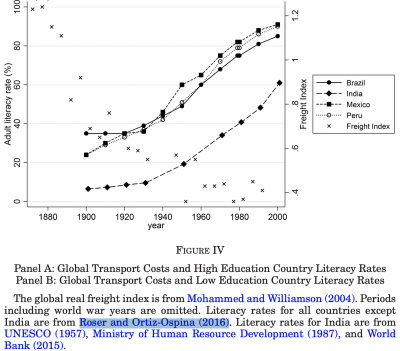 100
80
60
40
20
0
Adult literacy rate (%)
1880
1900
1920
1940
1960
1980
2000
year
1.2
1
.8
.6
.4
Freight Index
Brazil
India
Mexico
Peru
Freight Index
FIGURE IV
Panel A: Global Transport Costs and High Education Country Literacy Rates
Panel B: Global Transport Costs and Low Education Country Literacy Rates
The global real freight index is from Mohammed and Williamson (2004). Periods
including world war years are omitted. Literacy rates for all countries except
India are from Roser and Ortiz-Ospina (2016). Literacy rates for India are from
UNESCO (1957), Ministry of Human Resource Development (1987), and World
Bank (2015).